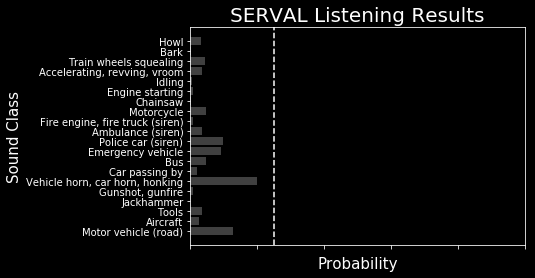 SERVAL Listening Results
Howl
Bark
Train wheels squealing
Accelerating, revving, vroom
Idling
Engine starting
Chainsaw
Motorcycle
Fire engine, fire truck (siren)
Ambulance (siren)
Police car (siren)
Emergency vehicle
Bus
Car passing by
Vehicle horn, car horn, honking
Gunshot, gunfire
Jackhammer
Tools
Aircraft
Motor vehicle (road)
Sound Class
Probability